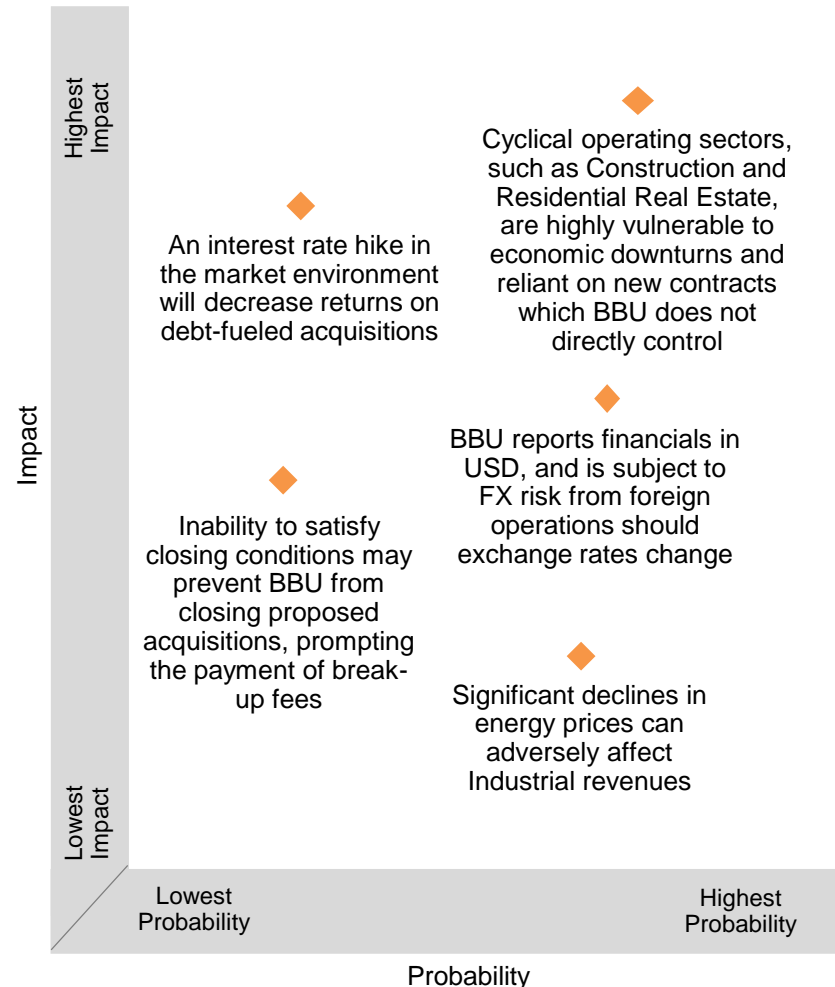 Highest
Impact
Cyclical operating sectors,
such as Construction and
Residential Real Estate,
are highly vulnerable to
economic downturns and
reliant on new contracts
which BBU does not
directly control
An interest rate hike in
the market environment
will decrease returns on
debt-fueled acquisitions
Impact
BBU reports financials in
USD, and is subject to
FX risk from foreign
operations should
exchange rates change
Inability to satisfy
closing conditions may
prevent BBU from
closing proposed
acquisitions, prompting
the payment of break-
up fees
Significant declines in
energy prices can
adversely affect
Industrial revenues
Lowest
Impact
Lowest
Probability
Highest
Probability
Probability